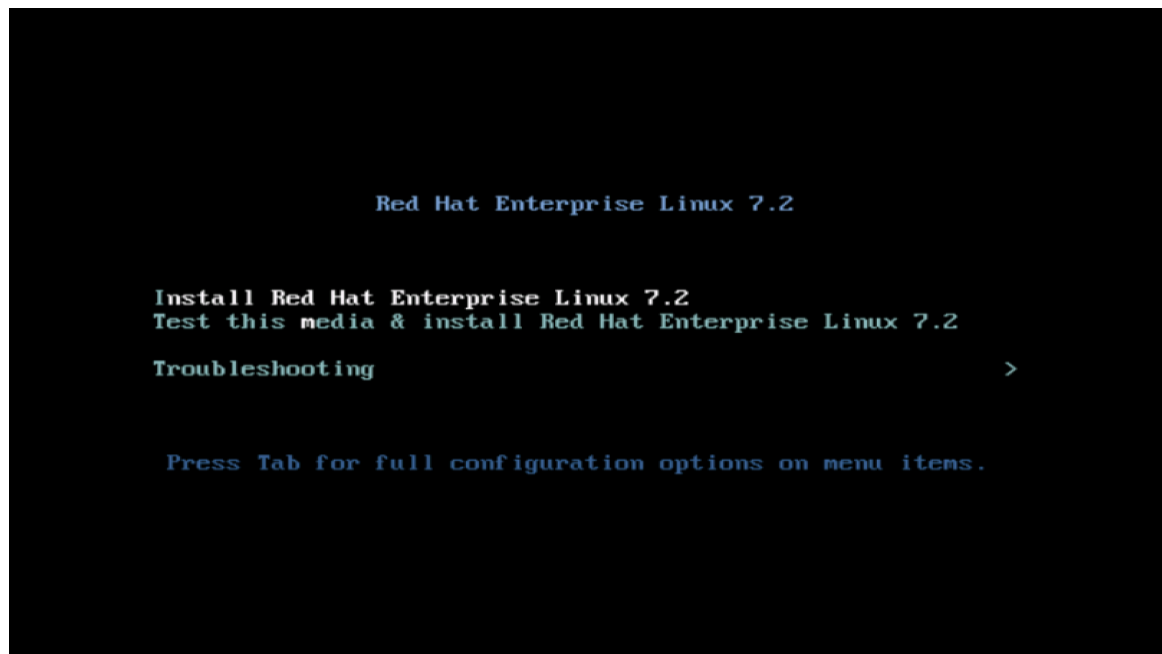 Red Hat Enterprise Linux 7.2
Install Red Hat Enterprise Linux 7.2
Test this media & install Red Hat Enterprise Linux 7.2
Troubleshooting >
Press Tab for full configuration options on menu items.